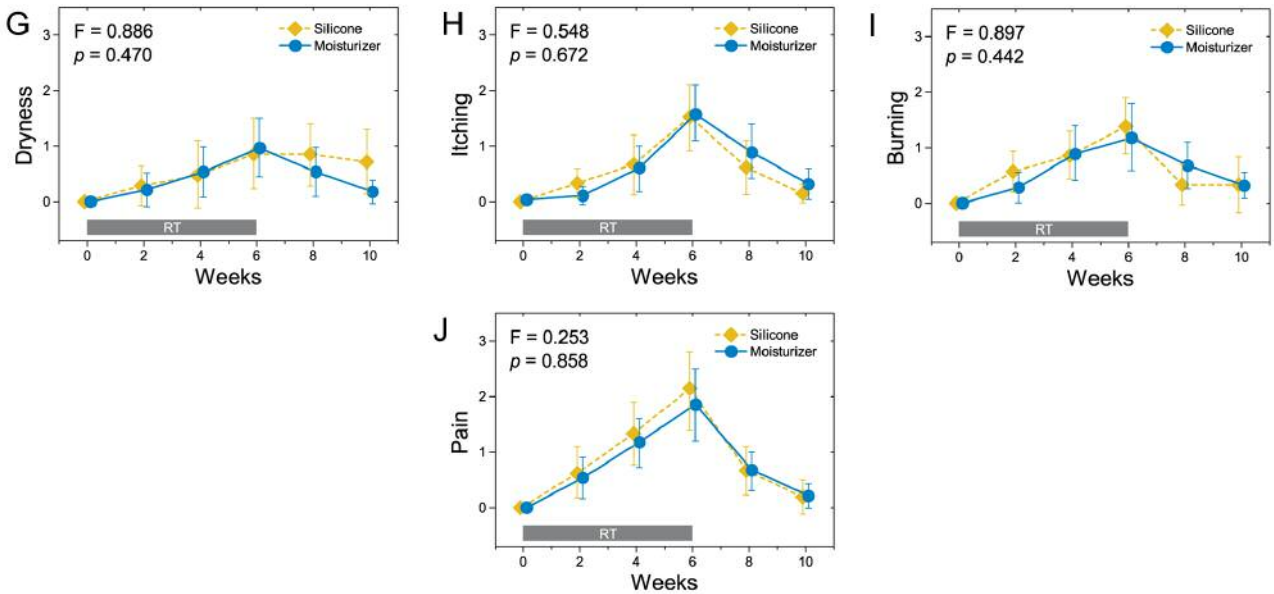 G
F = 0.886
p = 0.470
Silicone
Moisturizer
3
2
1
0
Dryness
RT
0 2 4 6 8 10
Weeks
H
F = 0.548
p = 0.672
Silicone
Moisturizer
3
2
1
0
Itching
RT
0 2 4 6 8 10
Weeks
I
F = 0.897
p = 0.442
Silicone
Moisturizer
3
2
1
0
Burning
RT
0 2 4 6 8 10
Weeks
J
F = 0.253
p = 0.858
Silicone
Moisturizer
3
2
1
0
Pain
RT
0 2 4 6 8 10
Weeks